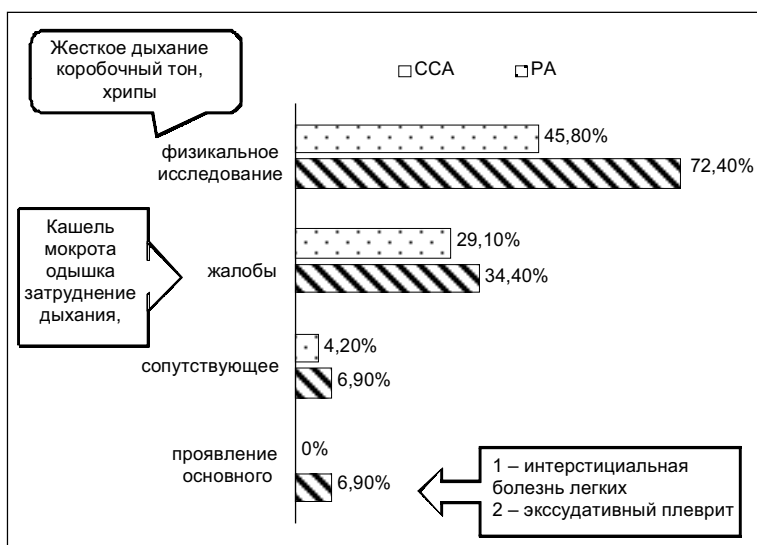 Жесткое дыхание
коробочный тон,
хрипы
ССА
РА
физикальное
исследование
45,80%
72,40%
Кашель
мокрота
одышка
затруднение
дыхания,
жалобы
29,10%
34,40%
сопутствующее
4,20%
6,90%
проявление
основного
0%
6,90%
1 – интерстициальная
болезнь легких
2 – экссудативный плеврит